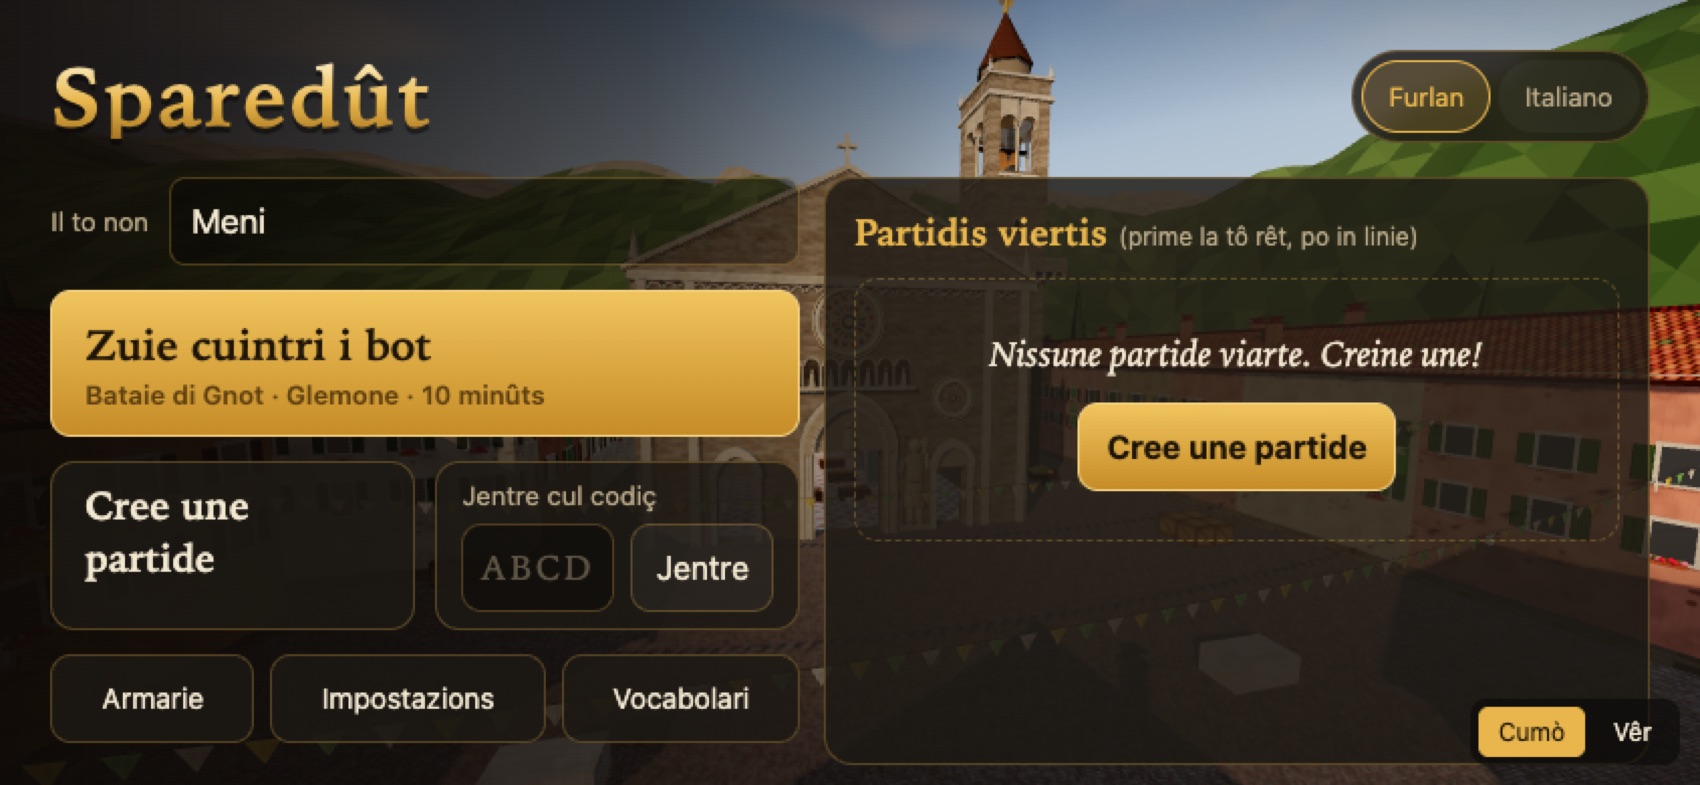 Sparedût
Furlan
Italiano
Il to non
Meni
Zuie cuintri i bot
Bataie di Gnot · Glemone · 10 minûts
Cree une
partide
Jentre cul codiç
ABCD
Jentre
Armarie
Impostazions
Vocabolari
Partidis viertis (prime la tô rêt, po in linie)
Nissune partide viarte. Creine une!
Cree une partide
Cumò
Vêr